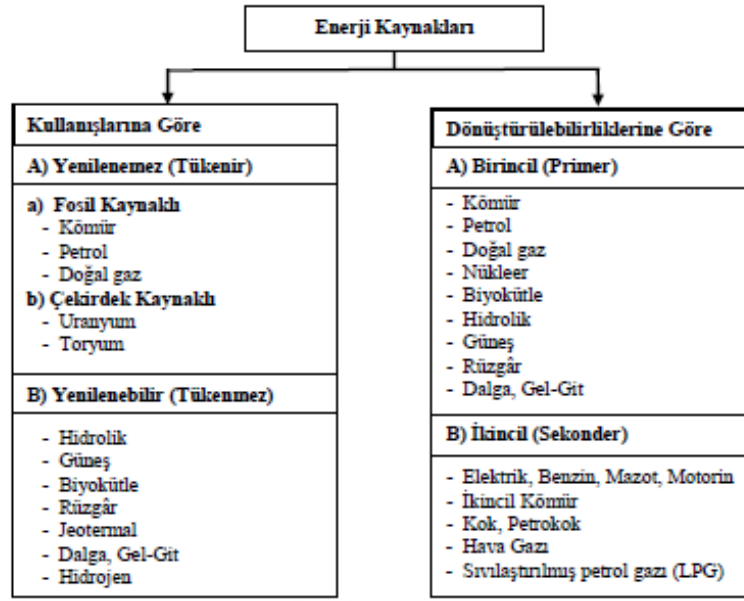 Enerji Kaynakları
Kullanışlarına Göre
A) Yenilenemez (Tükenir)
a) Fosil Kaynaklı
- Kömür
- Petrol
- Doğal gaz
b) Çekirdek Kaynaklı
- Uranyum
- Toryum
B) Yenilenebilir (Tükenmez)
- Hidrolik
- Güneş
- Biyokütle
- Rüzgâr
- Jeotermal
- Dalga, Gel-Git
- Hidrojen
Dönüştürülebilirliklerine Göre
A) Birincil (Primer)
- Kömür
- Petrol
- Doğal gaz
- Nükleer
- Biyokütle
- Hidrolik
- Güneş
- Rüzgâr
- Dalga, Gel-Git
B) İkincil (Sekonder)
- Elektrik, Benzin, Mazot, Motorin
- İkincil Kömür
- Kok, Petrokok
- Hava Gazı
- Sıvılaştırılmış petrol gazı (LPG)